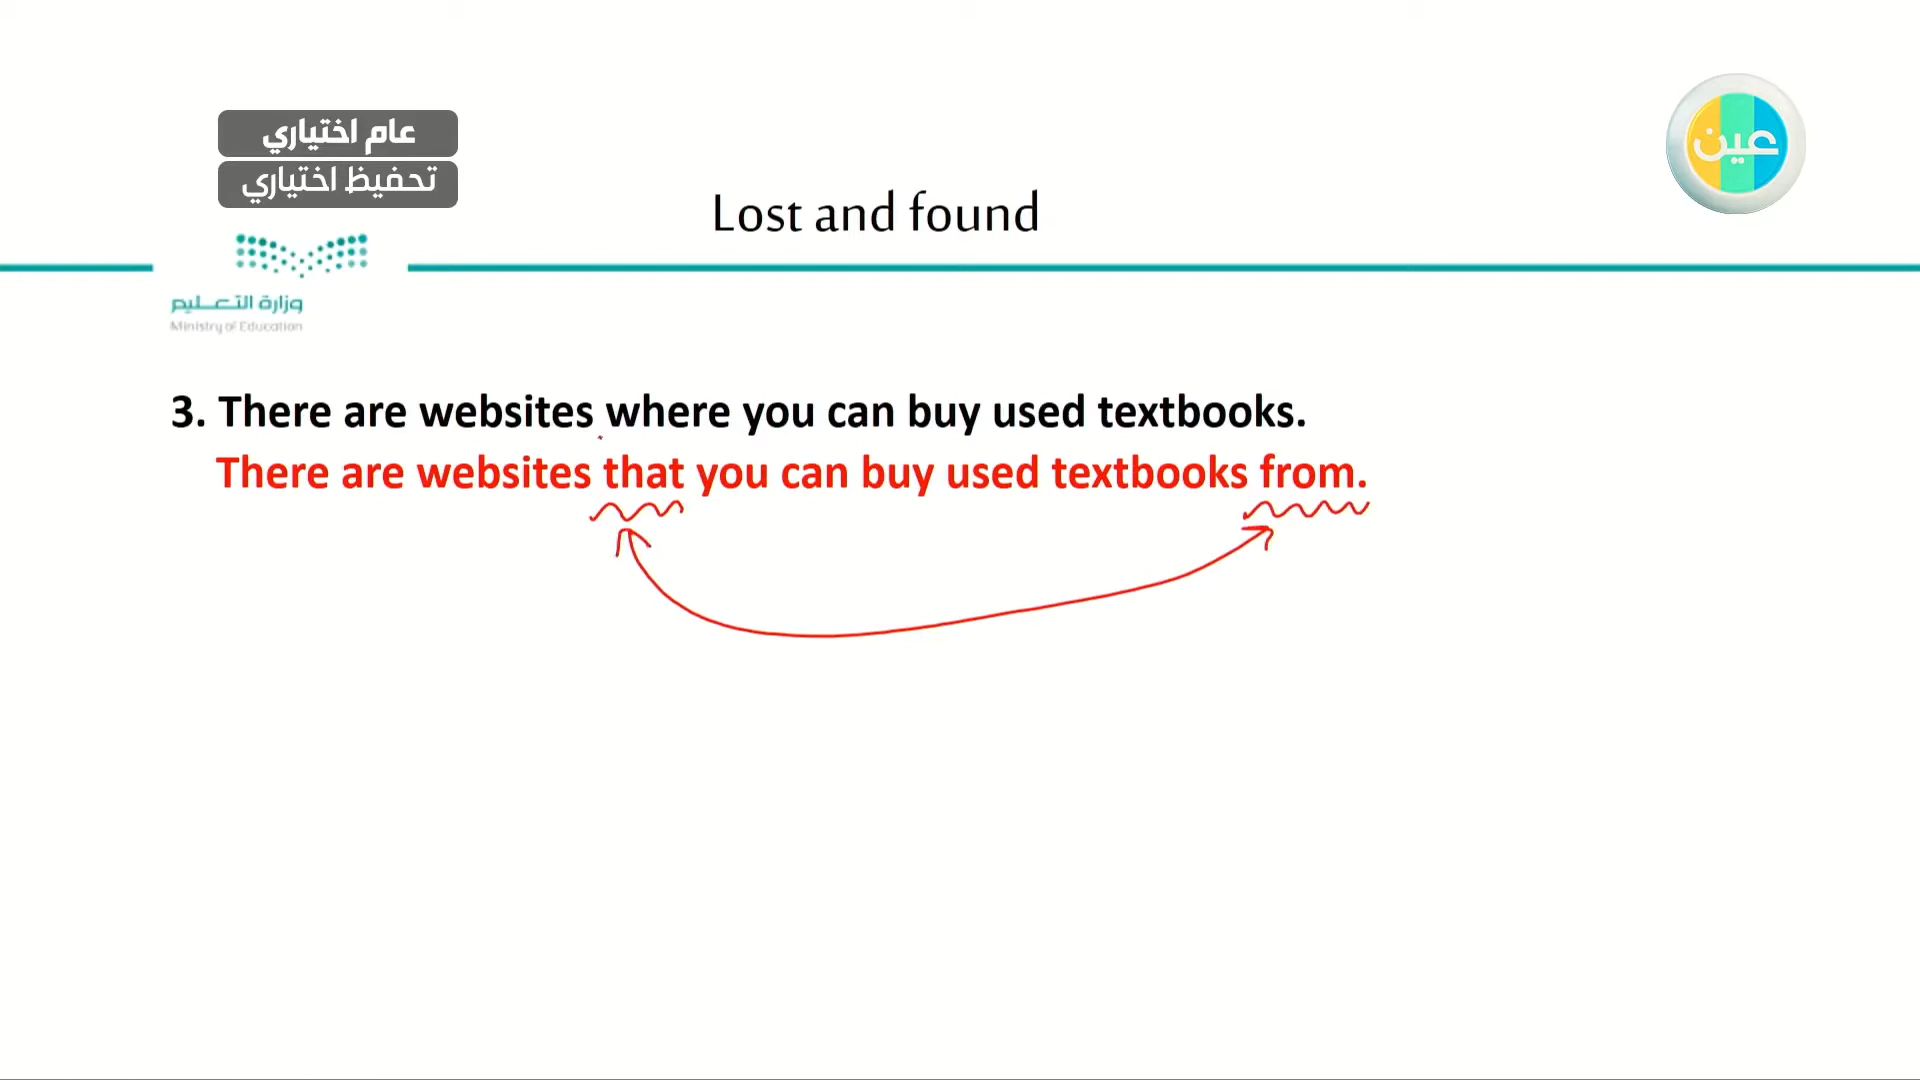 عام اختياري
تحفيظ اختياري
عين
Lost and found
وزارة التعليم
Ministry of Education
3. There are websites where you can buy used textbooks.
There are websites that you can buy used textbooks from.